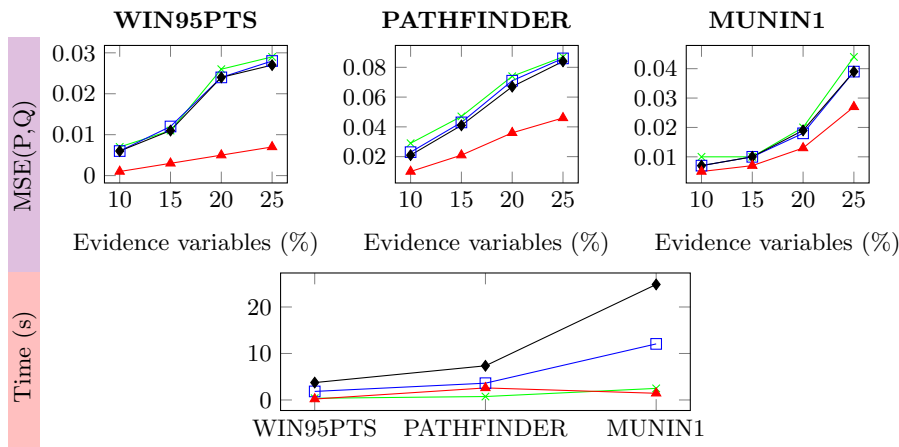 WIN95PTS PATHFINDER MUNIN1
MSE(P,Q)
0.03
0.02
0.01
0
10 15 20 25
Evidence variables (%)
0.08
0.06
0.04
0.02
10 15 20 25
Evidence variables (%)
0.04
0.03
0.02
0.01
10 15 20 25
Evidence variables (%)
Time (s)
20
10
0
WIN95PTS PATHFINDER MUNIN1